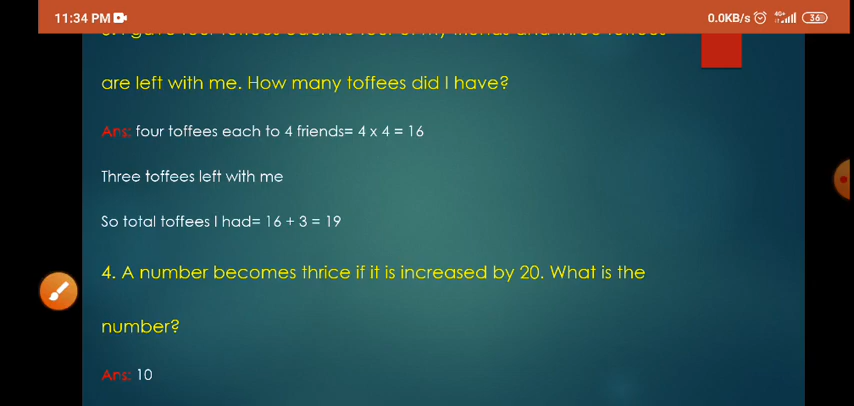 11:34 PM
0.0KB/s 4G+ 36
are left with me. How many toffees did I have?
Ans: four toffees each to 4 friends= 4 x 4 = 16
Three toffees left with me
So total toffees I had= 16 + 3 = 19
4. A number becomes thrice if it is increased by 20. What is the
number?
Ans: 10